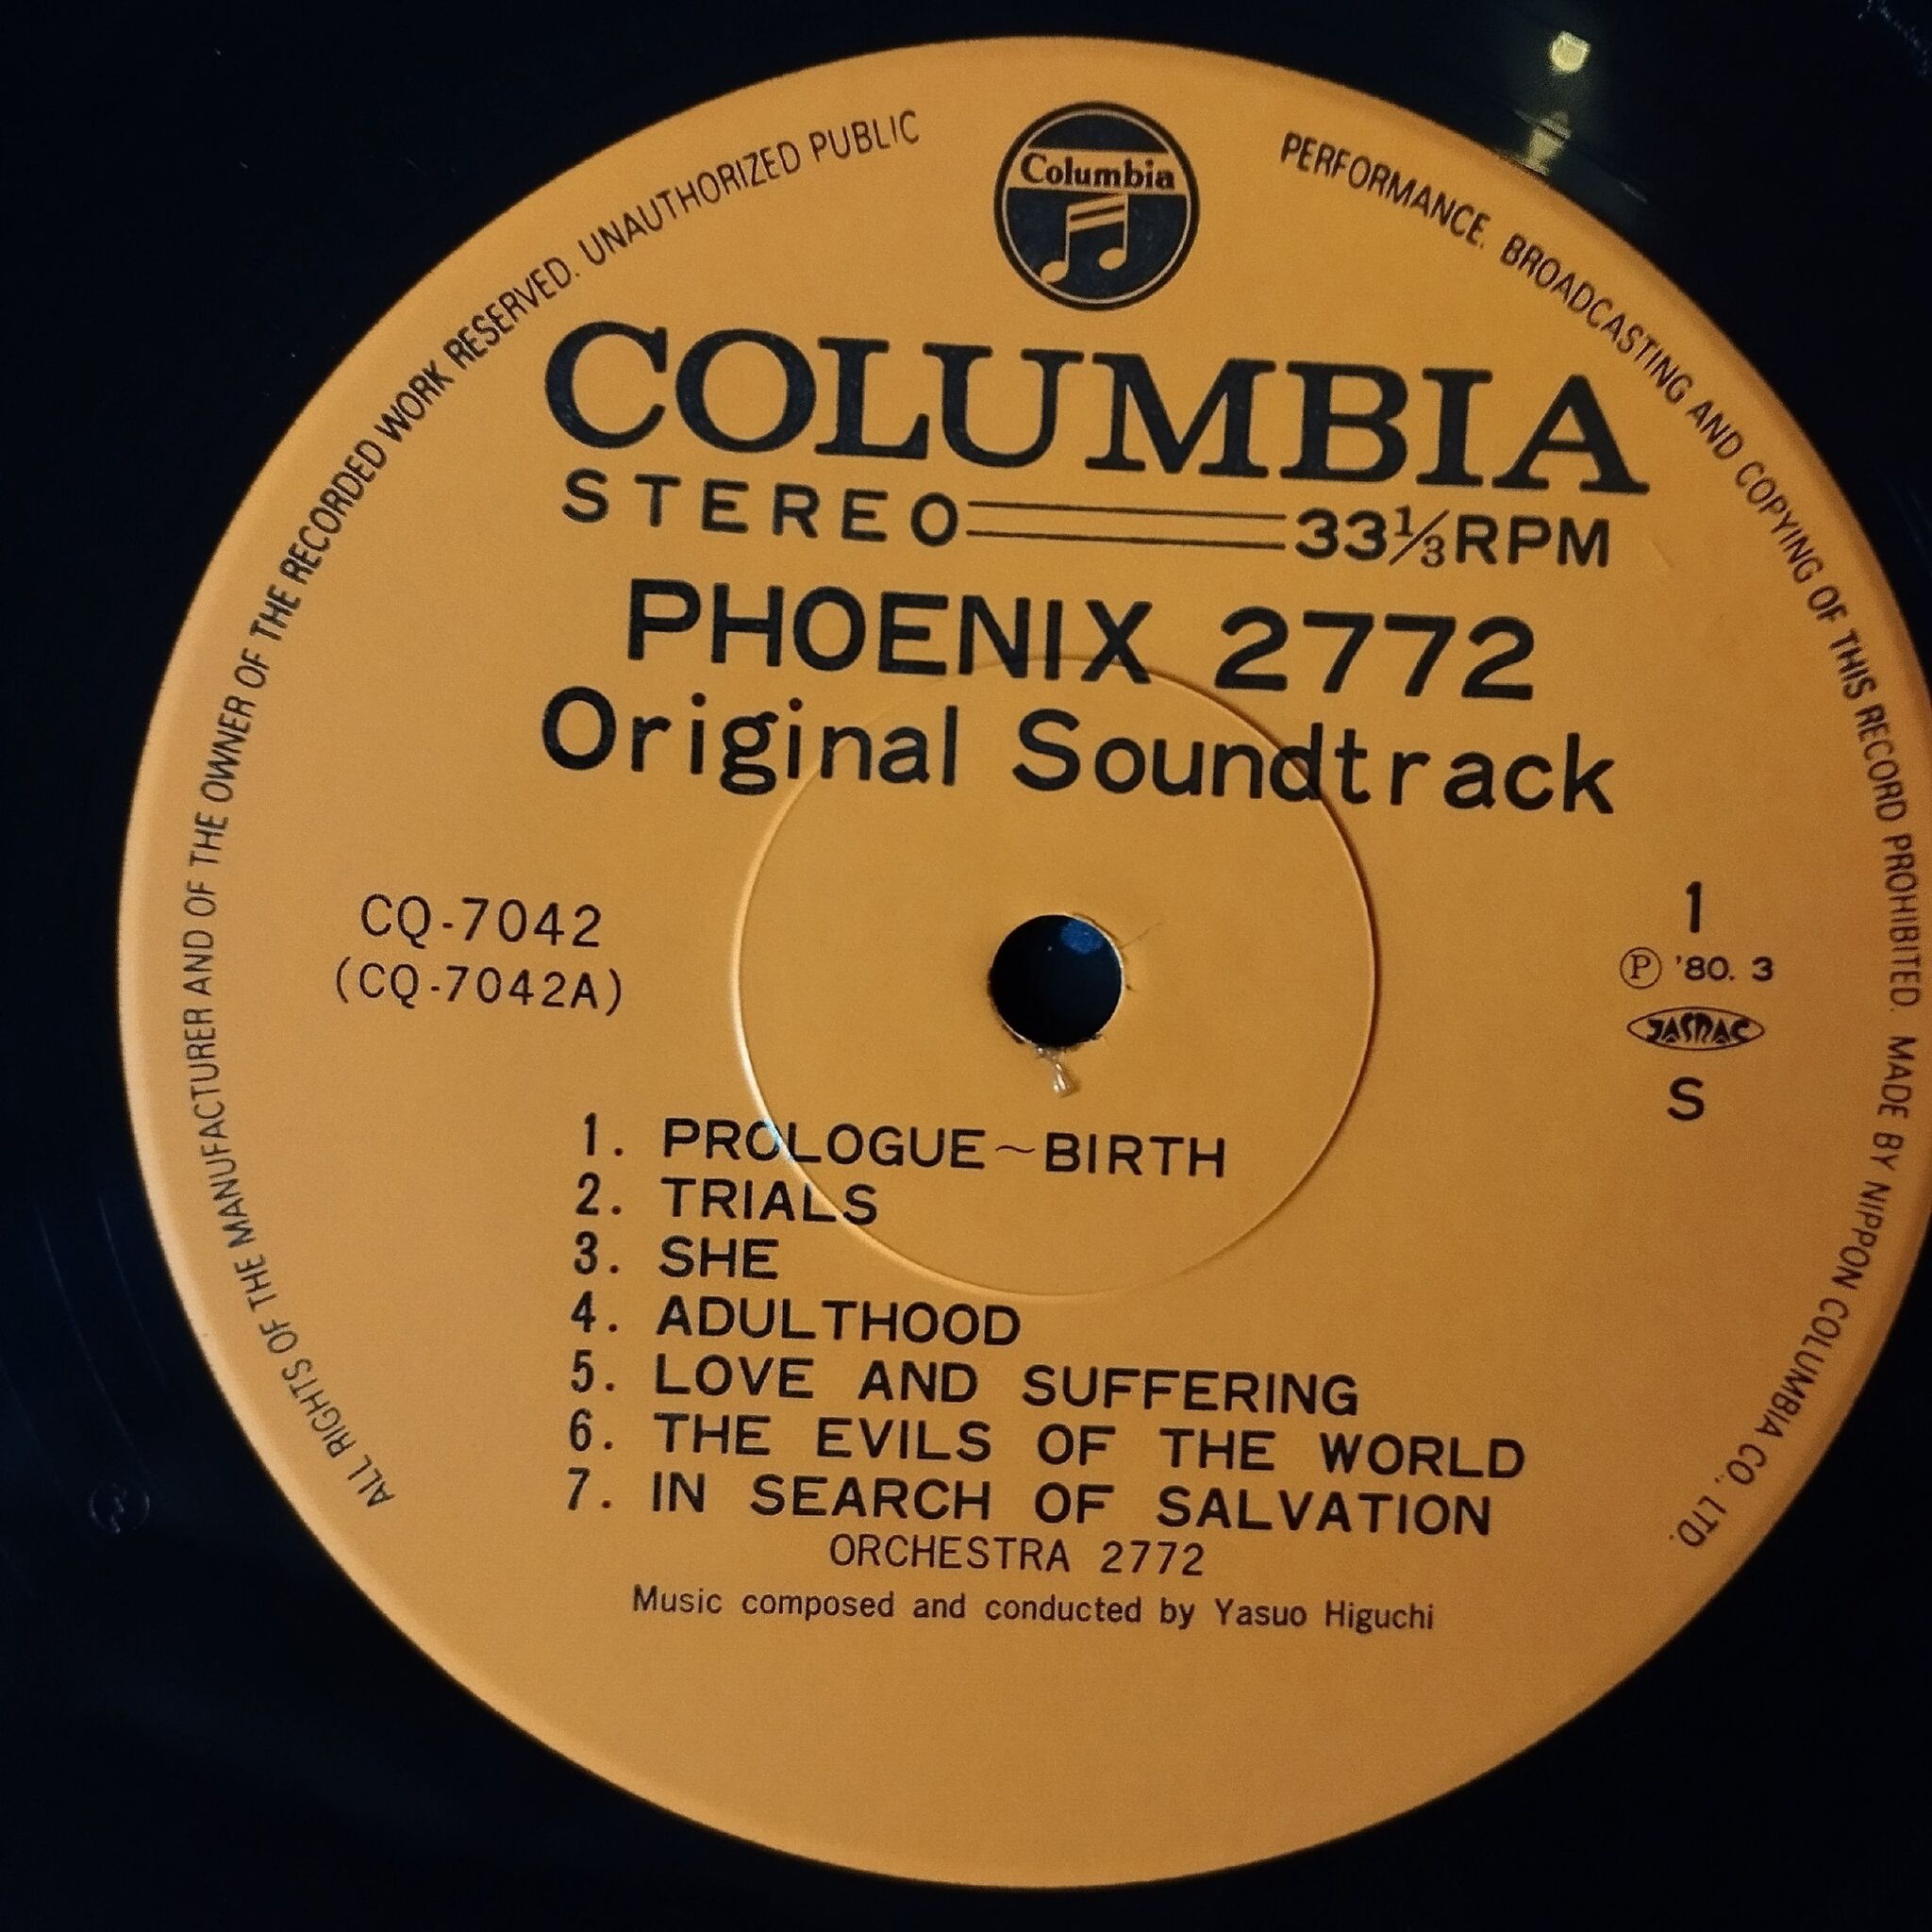 ALL RIGHTS OF THE MANUFACTURER AND OF THE OWNER OF THE RECORDED WORK RESERVED. UNAUTHORIZED PUBLIC
PERFORMANCE. BROADCASTING AND COPYING OF THIS RECORD PROHIBITED. MADE BY NIPPON COLUMBIA CO., LTD.
Columbia
COLUMBIA
STEREO 33⅓RPM
PHOENIX 2772
Original Soundtrack
CQ-7042
(CQ-7042A)
1
Ⓟ '80. 3
JASRAC
S
1. PROLOGUE~BIRTH
2. TRIALS
3. SHE
4. ADULTHOOD
5. LOVE AND SUFFERING
6. THE EVILS OF THE WORLD
7. IN SEARCH OF SALVATION
ORCHESTRA 2772
Music composed and conducted by Yasuo Higuchi